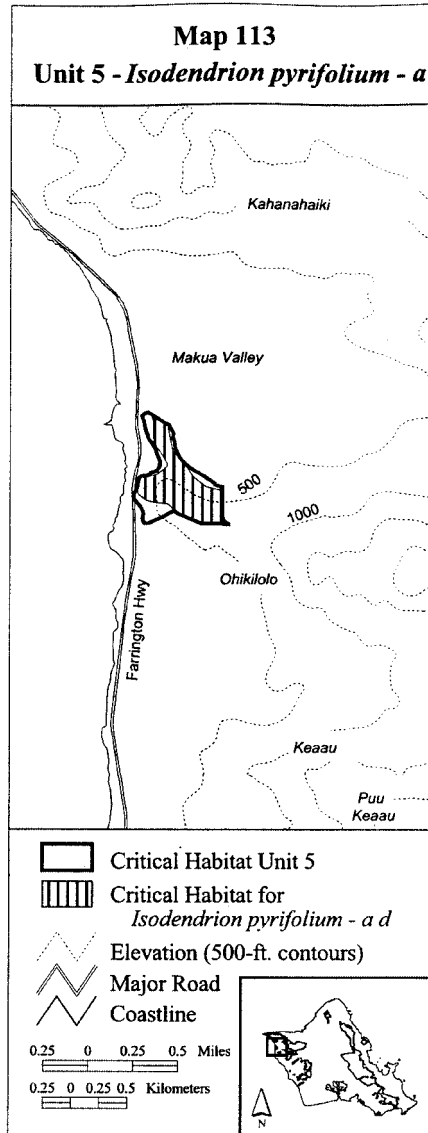 Map 113
Unit 5 - Isodendrion pyrifolium - a
Kahanahaiki
Makua Valley
500
1000
Ohikilolo
Farrington Hwy
Keaau
Puu
Keaau
Critical Habitat Unit 5
Critical Habitat for
Isodendrion pyrifolium - a d
Elevation (500-ft. contours)
Major Road
Coastline
0.25 0 0.25 0.5 Miles
0.25 0 0.25 0.5 Kilometers
N